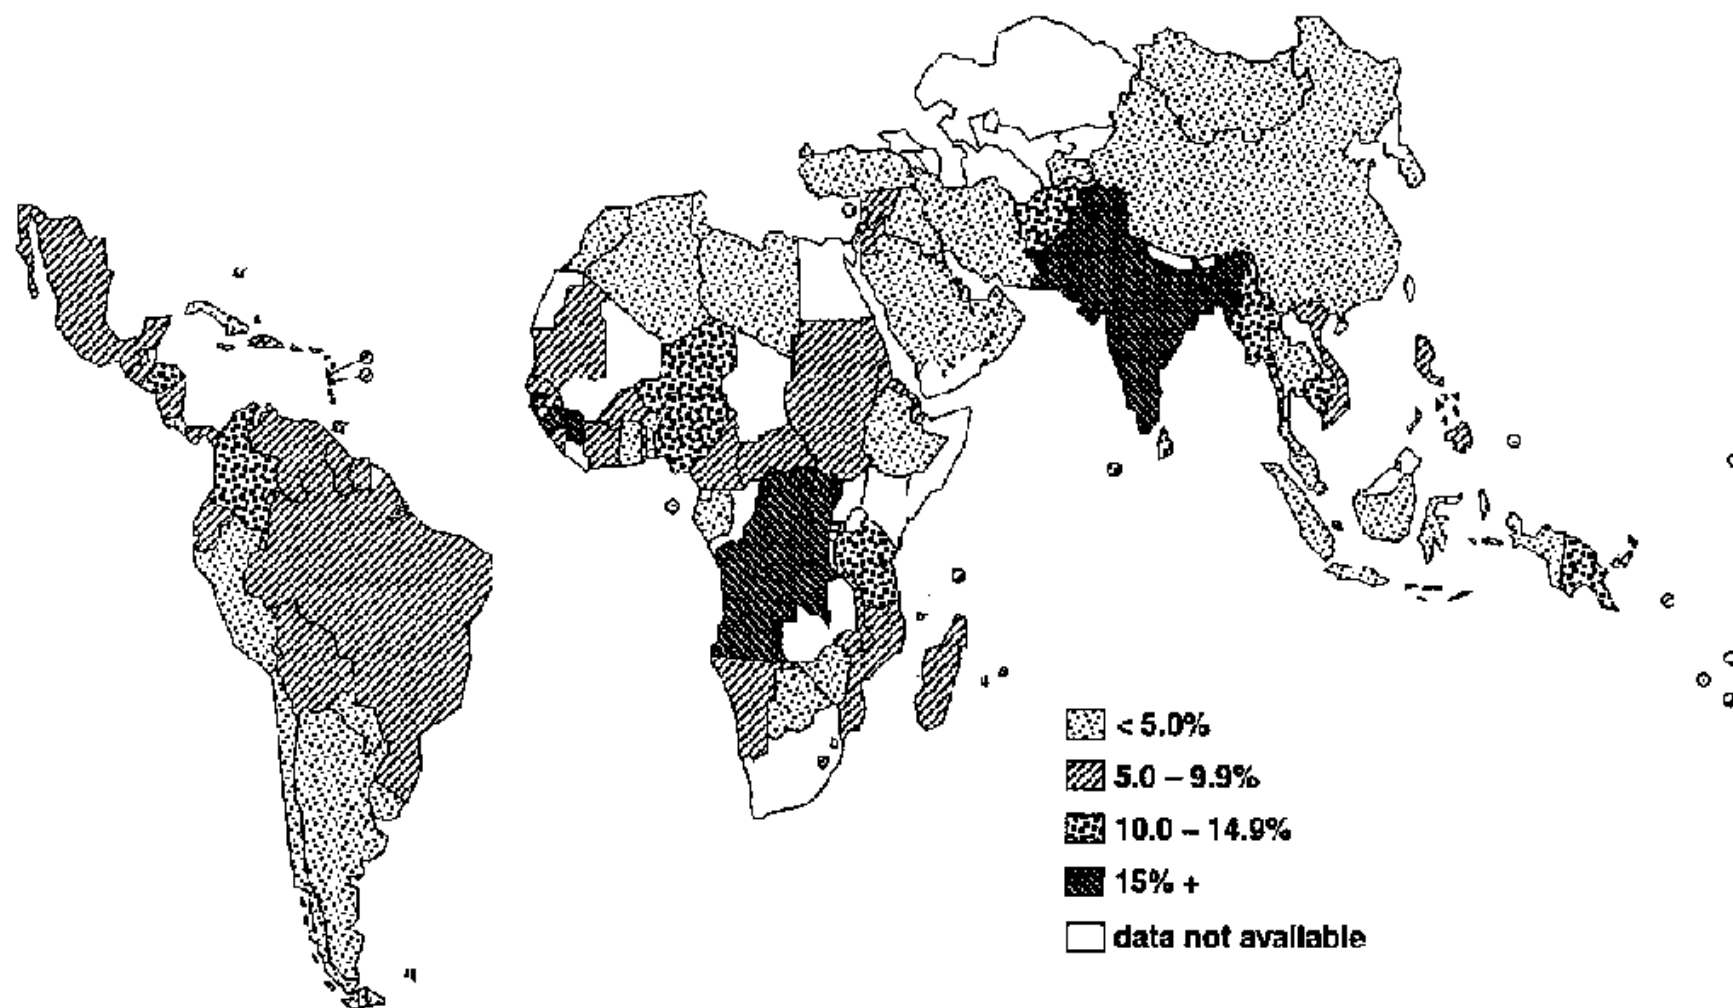 < 5.0%
5.0 – 9.9%
10.0 – 14.9%
15% +
data not available